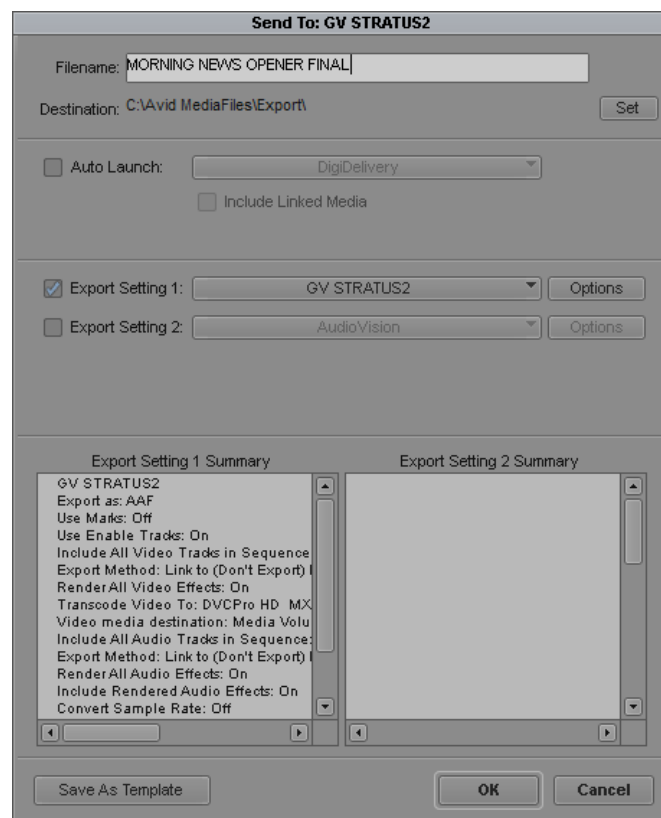 Send To: GV STRATUS2
Filename: MORNING NEWS OPENER FINAL
Destination: C:\Avid MediaFiles\Export\ Set
Auto Launch: DigiDelivery
Include Linked Media
Export Setting 1: GV STRATUS2 Options
Export Setting 2: AudioVision Options
Export Setting 1 Summary Export Setting 2 Summary
GV STRATUS2
Export as: AAF
Use Marks: Off
Use Enable Tracks: On
Include All Video Tracks in Sequence
Export Method: Link to (Don't Export)
Render All Video Effects: On
Transcode Video To: DVCPro HD MX
Video media destination: Media Volu
Include All Audio Tracks in Sequence:
Export Method: Link to (Don't Export)
Render All Audio Effects: On
Include Rendered Audio Effects: On
Convert Sample Rate: Off
Save As Template OK Cancel